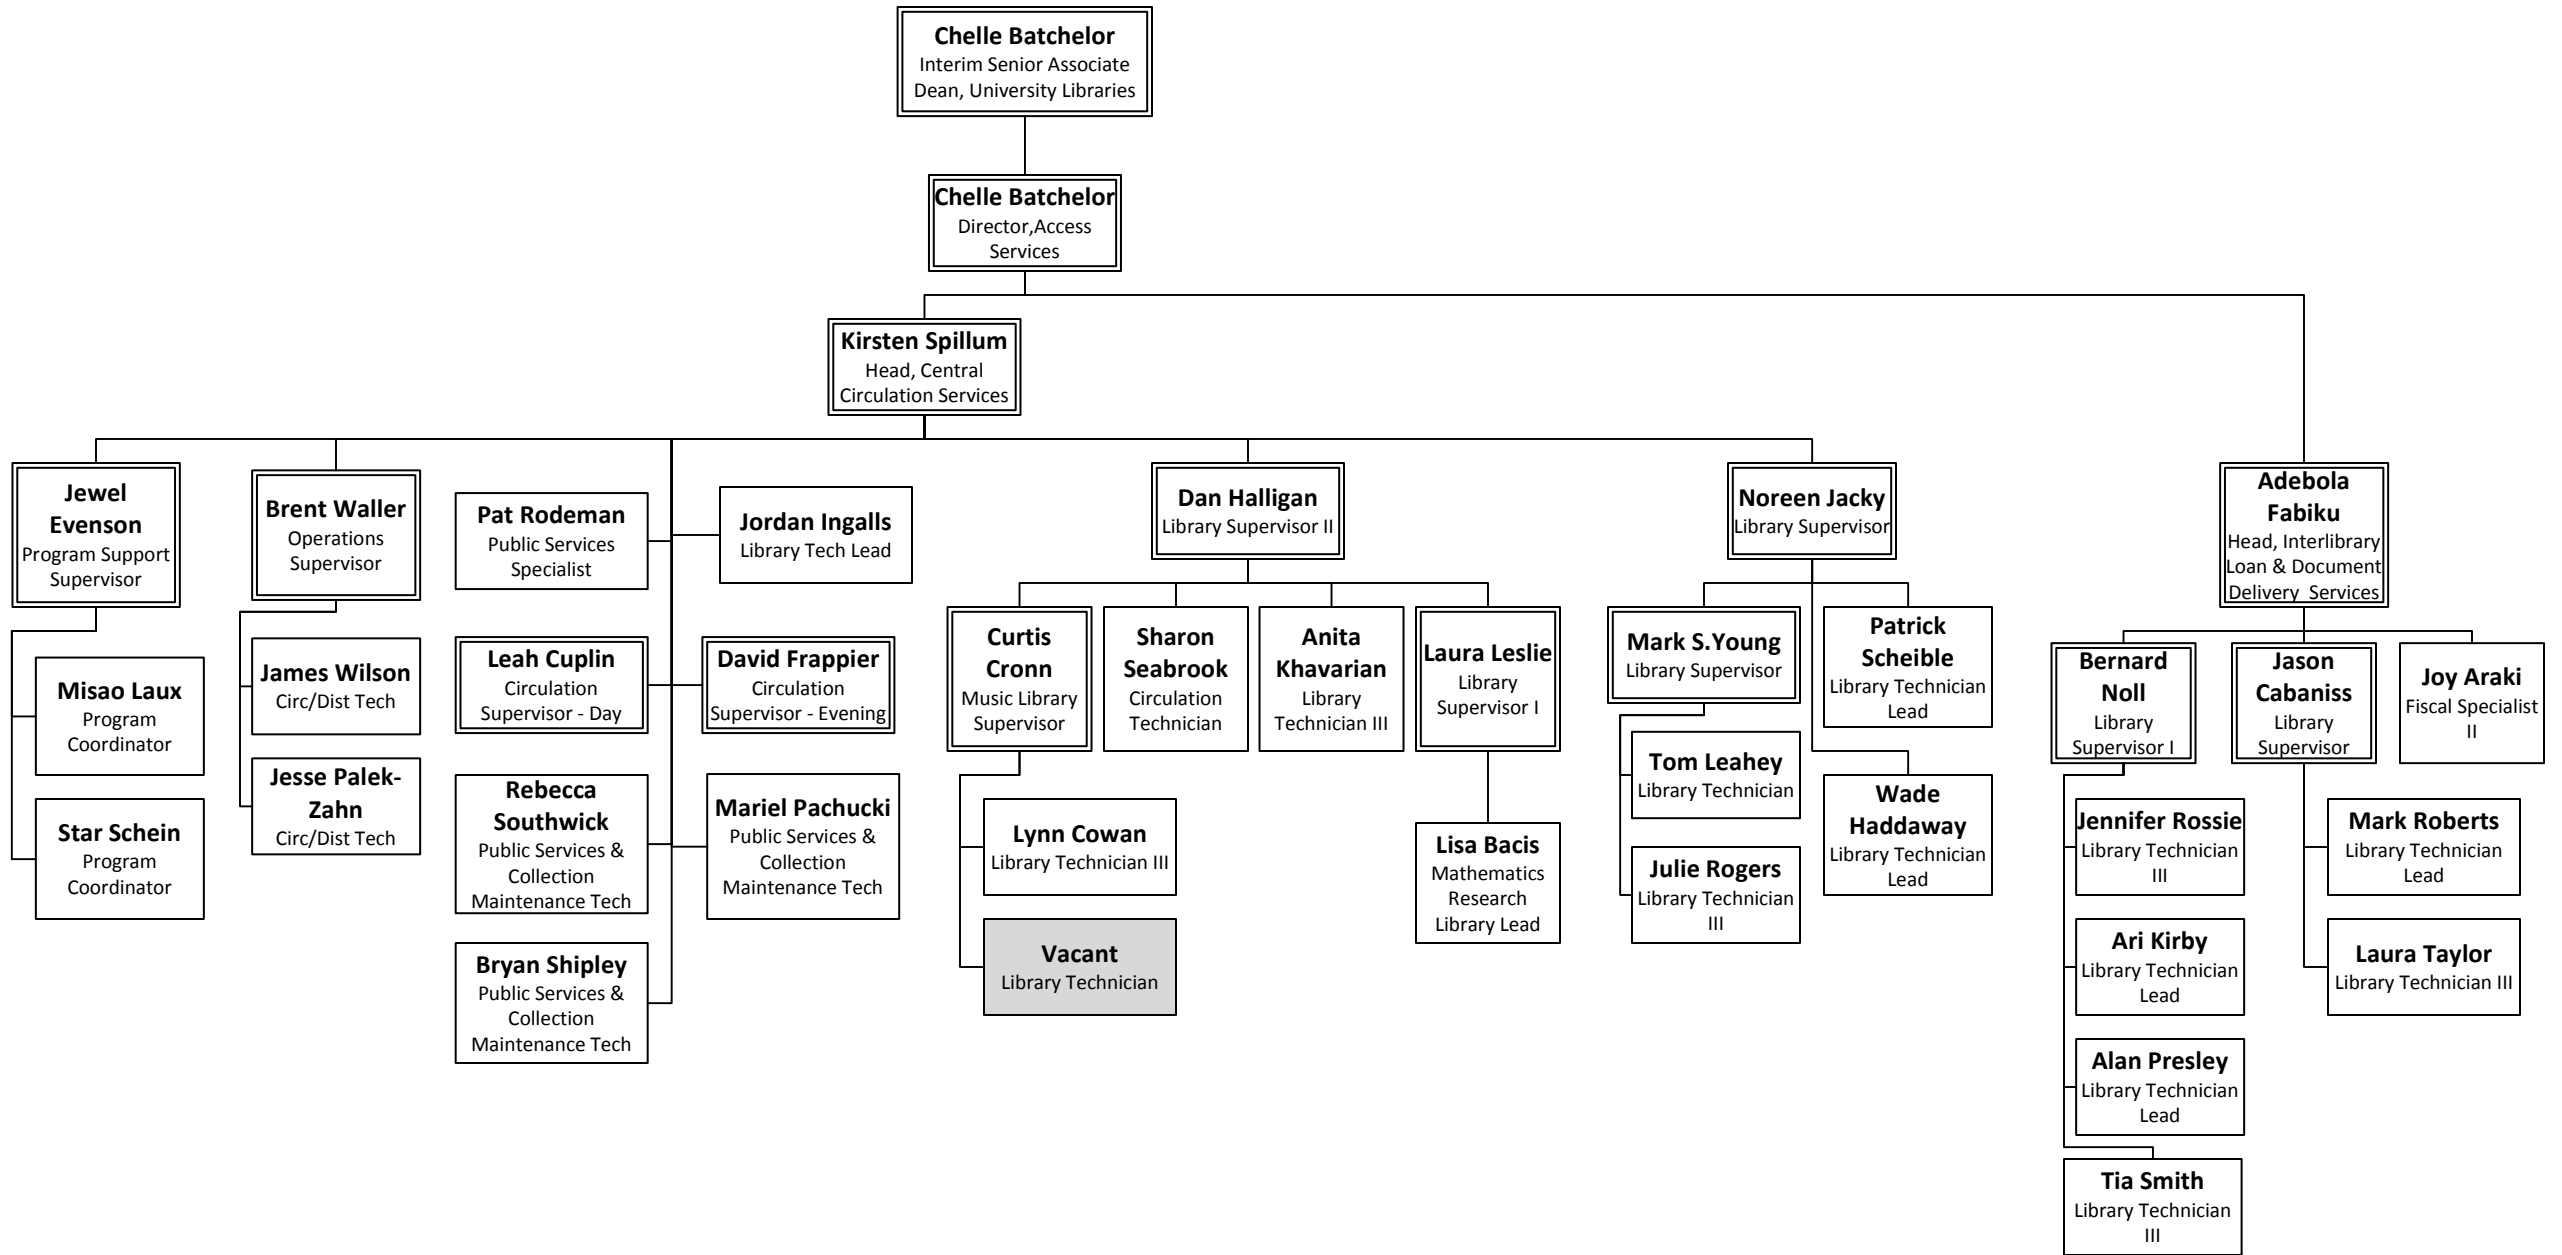 Chelle Batchelor
Interim Senior Associate
Dean, University Libraries
Chelle Batchelor
Director,Access
Services
Kirsten Spillum
Head, Central
Circulation Services
Jewel
Evenson
Program Support
Supervisor
Misao Laux
Program
Coordinator
Star Schein
Program
Coordinator
Brent Waller
Operations
Supervisor
James Wilson
Circ/Dist Tech
Jesse Palek-
Zahn
Circ/Dist Tech
Pat Rodeman
Public Services
Specialist
Jordan Ingalls
Library Tech Lead
Leah Cuplin
Circulation
Supervisor - Day
David Frappier
Circulation
Supervisor - Evening
Rebecca
Southwick
Public Services &
Collection
Maintenance Tech
Mariel Pachucki
Public Services &
Collection
Maintenance Tech
Bryan Shipley
Public Services &
Collection
Maintenance Tech
Dan Halligan
Library Supervisor II
Curtis
Cronn
Music Library
Supervisor
Lynn Cowan
Library Technician III
Vacant
Library Technician
Sharon
Seabrook
Circulation
Technician
Anita
Khavarian
Library
Technician III
Laura Leslie
Library
Supervisor I
Lisa Bacis
Mathematics
Research
Library Lead
Noreen Jacky
Library Supervisor
Mark S.Young
Library Supervisor
Tom Leahey
Library Technician
Julie Rogers
Library Technician
III
Patrick
Scheible
Library Technician
Lead
Wade
Haddaway
Library Technician
Lead
Adebola
Fabiku
Head, Interlibrary
Loan & Document
Delivery  Services
Bernard
Noll
Library
Supervisor I
Jennifer Rossie
Library Technician
III
Ari Kirby
Library Technician
Lead
Alan Presley
Library Technician
Lead
Tia Smith
Library Technician
III
Jason
Cabaniss
Library
Supervisor
Mark Roberts
Library Technician
Lead
Laura Taylor
Library Technician III
Joy Araki
Fiscal Specialist
II